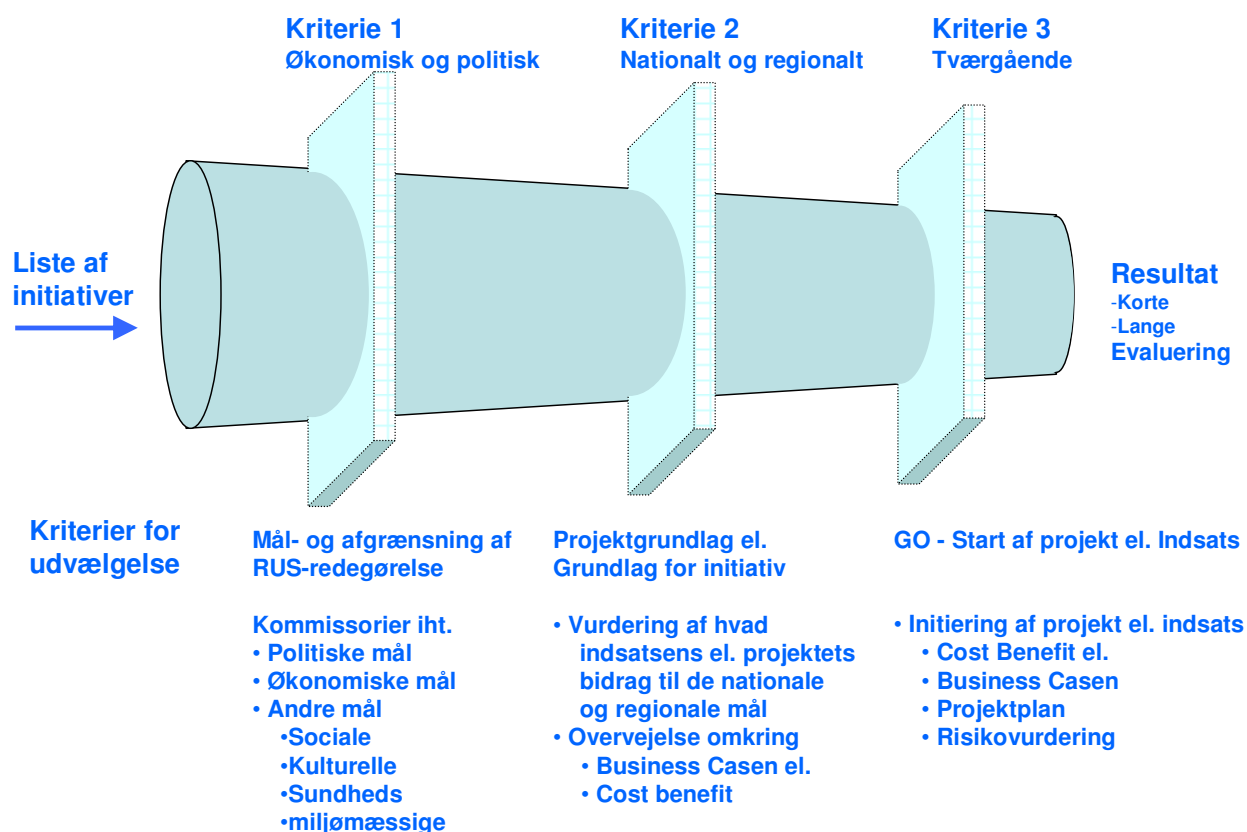 Kriterie 1
Økonomisk og politisk
Kriterie 2
Nationalt og regionalt
Kriterie 3
Tværgående
Liste af
initiativer
Resultat
-Korte
-Lange
Evaluering
Kriterier for
udvælgelse
Mål- og afgrænsning af
RUS-redegørelse
Kommissorier iht.
• Politiske mål
• Økonomiske mål
• Andre mål
•Sociale
•Kulturelle
•Sundheds
•miljømæssige
Projektgrundlag el.
Grundlag for initiativ
• Vurdering af hvad
indsatsens el. projektets
bidrag til de nationale
og regionale mål
• Overvejelse omkring
• Business Casen el.
• Cost benefit
GO - Start af projekt el. Indsats
• Initiering af projekt el. indsats
• Cost Benefit el.
• Business Casen
• Projektplan
• Risikovurdering